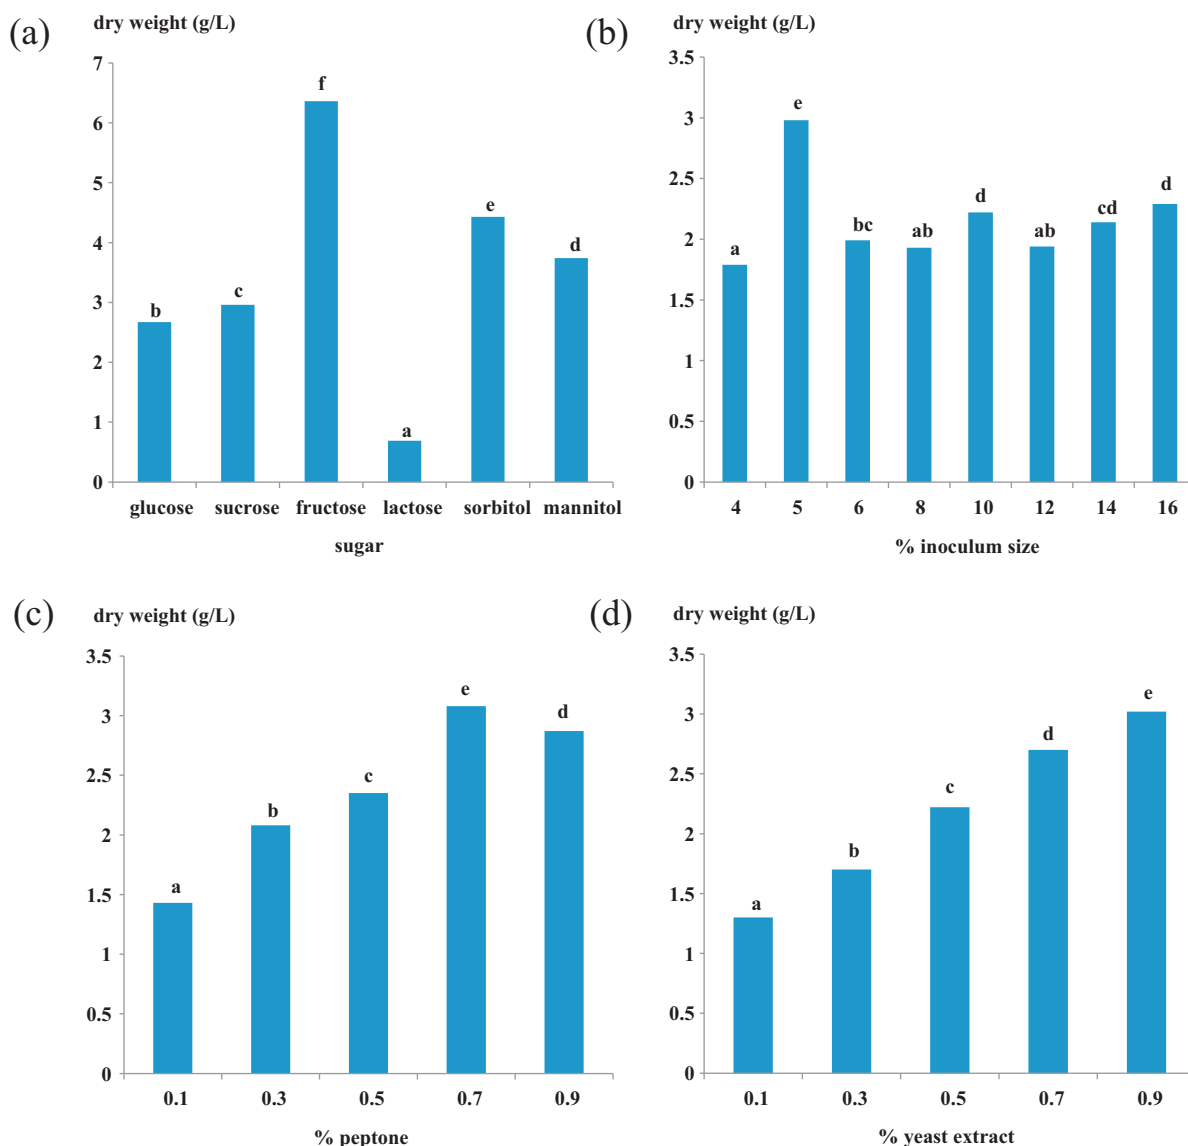 (a)
dry weight (g/L)
7
6
5
4
3
2
1
0
b
c
f
a
e
d
glucose sucrose fructose lactose sorbitol mannitol
sugar
(b)
dry weight (g/L)
3.5
3
2.5
2
1.5
1
0.5
0
a
e
bc
ab
d
ab
cd
d
4 5 6 8 10 12 14 16
% inoculum size
(c)
dry weight (g/L)
3.5
3
2.5
2
1.5
1
0.5
0
a
b
c
e
d
0.1 0.3 0.5 0.7 0.9
% peptone
(d)
dry weight (g/L)
3.5
3
2.5
2
1.5
1
0.5
0
a
b
c
d
e
0.1 0.3 0.5 0.7 0.9
% yeast extract